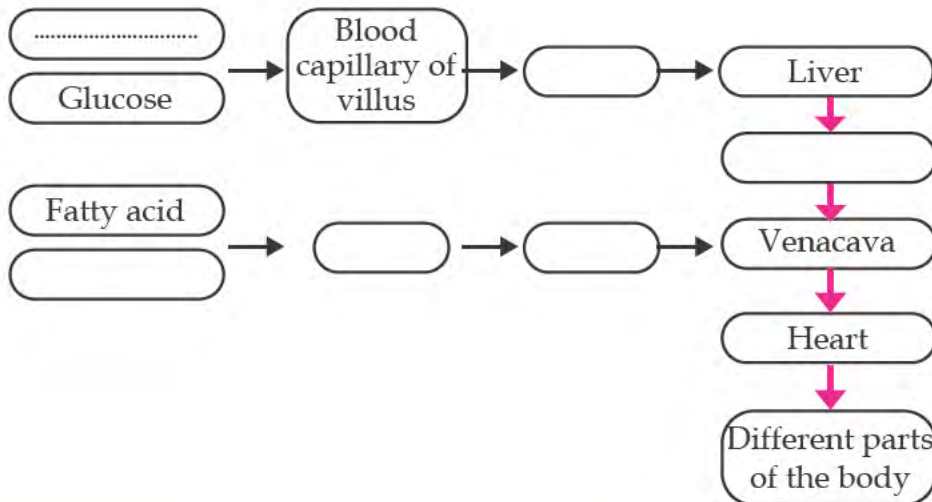 ..............................
Glucose
Blood
capillary of
villus
Liver
Fatty acid
Venacava
Heart
Different parts
of the body